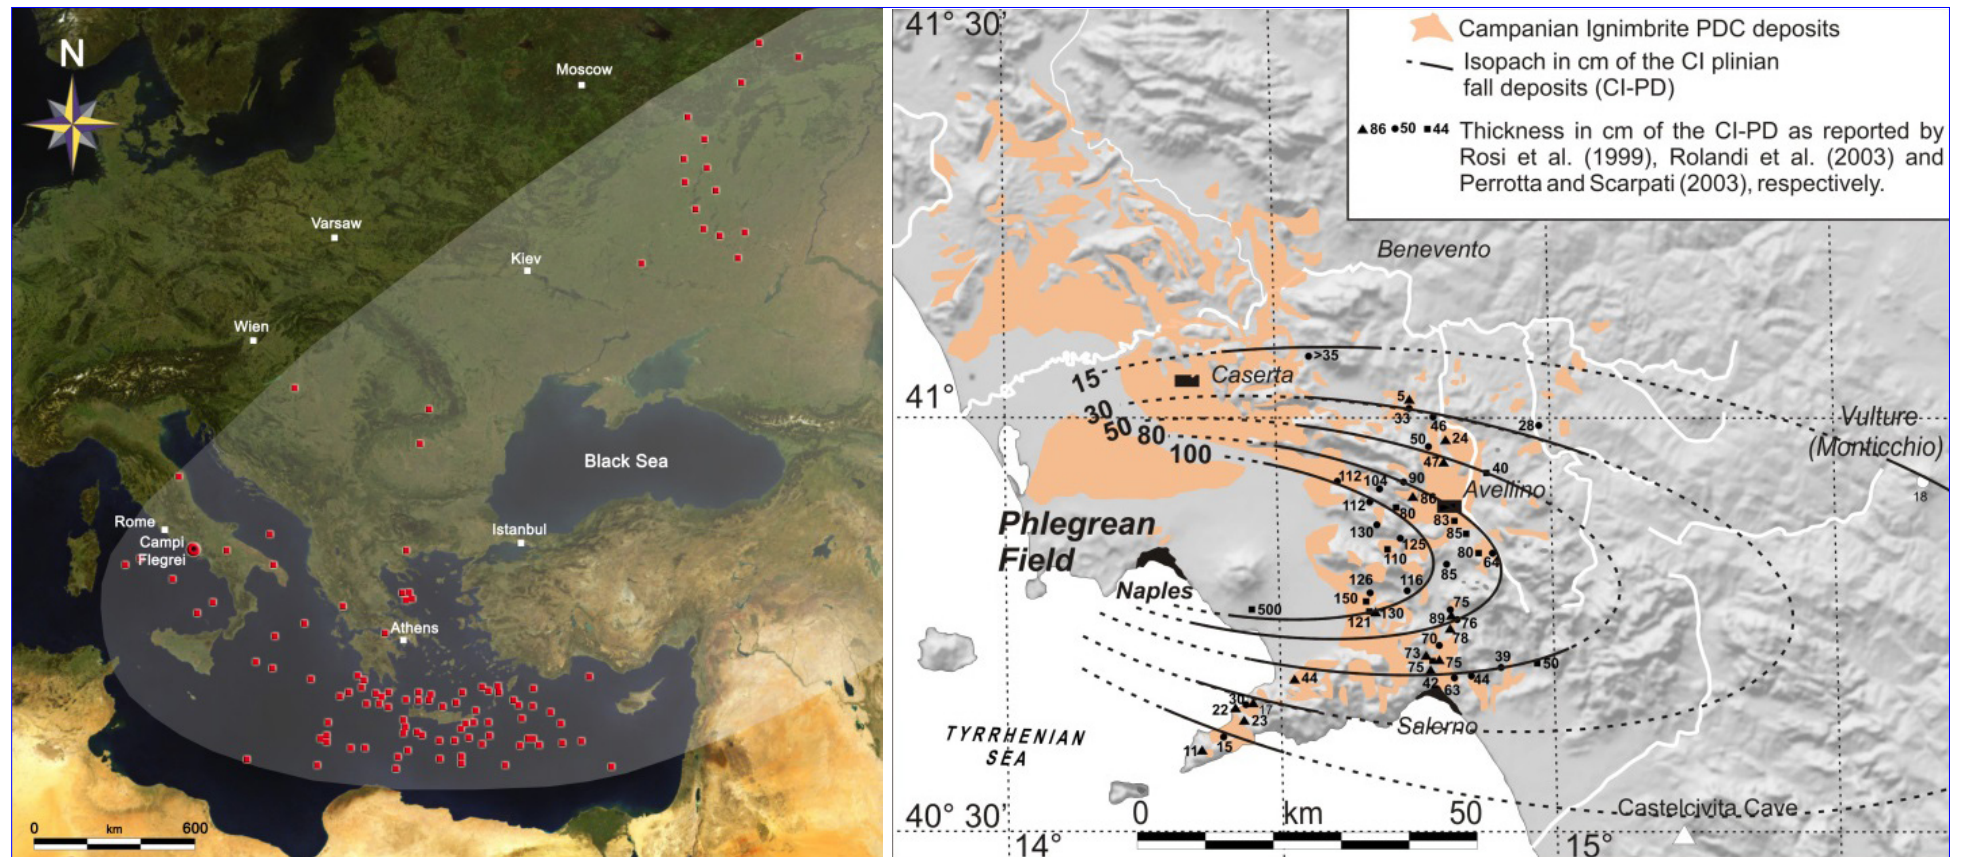 N
Moscow
Varsaw
Kiev
Wien
Black Sea
Rome
Campi
Flegrei
Istanbul
Athens
0 km 600
41° 30'
Campanian Ignimbrite PDC deposits
Isopach in cm of the CI plinian
fall deposits (CI-PD)
86 50 44 Thickness in cm of the CI-PD as reported by
Rosi et al. (1999), Rolandi et al. (2003) and
Perrotta and Scarpati (2003), respectively.
Benevento
>35
15
Caserta
41°
30
50
80
100
5
33
46
28
50
24
47
40
Vulture
(Monticchio)
18
112
104
90
86
Avellino
112
80
83
85
130
125
110
80
64
85
Phlegrean
Field
Naples
126
116
150
130
121
500
75
89
76
78
70
73
75
75
39
50
44
42
63
44
30
17
22
23
15
11
Salerno
TYRRHENIAN
SEA
Castelcivita Cave
0 km 50
40° 30'
14°
15°